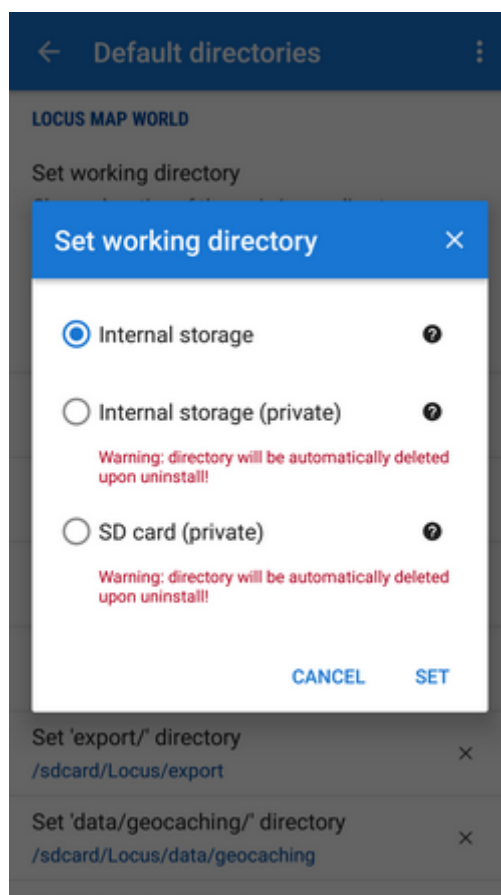 Default directories
LOCUS MAP WORLD
Set working directory
Set working directory
Internal storage
Internal storage (private)
Warning: directory will be automatically deleted
upon uninstall!
SD card (private)
Warning: directory will be automatically deleted
upon uninstall!
CANCEL SET
Set 'export/' directory
/sdcard/Locus/export
Set 'data/geocaching/' directory
/sdcard/Locus/data/geocaching